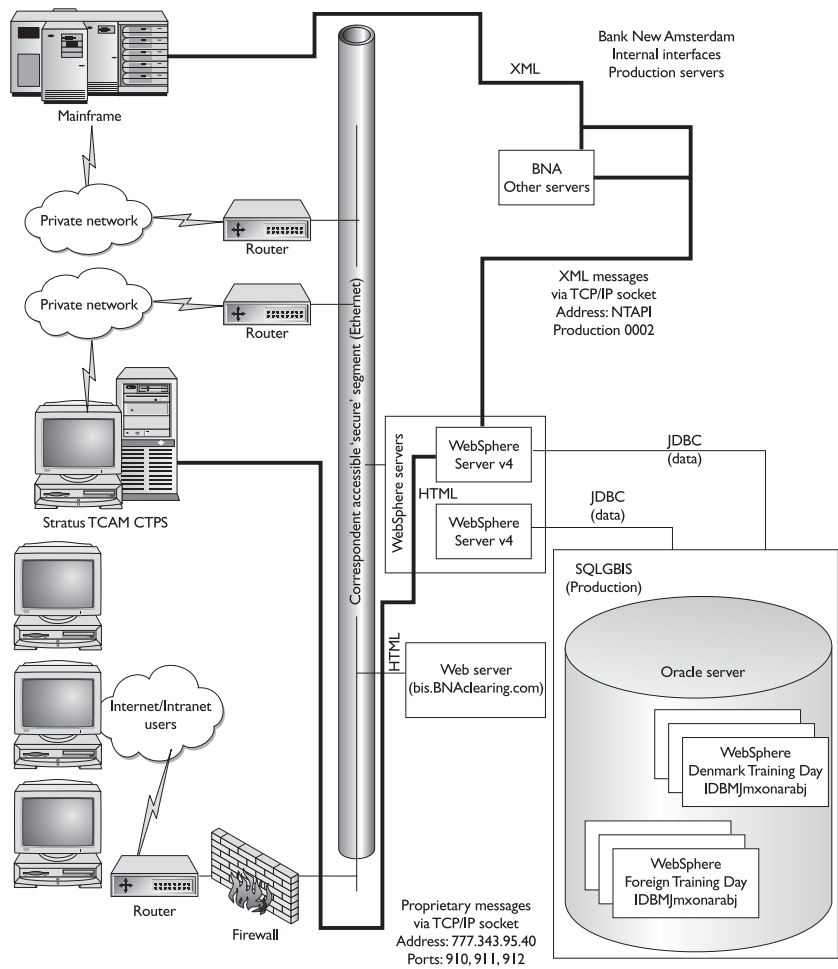 Bank New Amsterdam
Internal interfaces
Production servers
XML
Mainframe
BNA
Other servers
Private network
Router
Private network
Router
XML messages
via TCP/IP socket
Address: NTAPI
Production 0002
Correspondent accessible 'secure' segment (Ethernet)
Stratus TCAM CTPS
WebSphere servers
WebSphere
Server v4
HTML
WebSphere
Server v4
JDBC
(data)
JDBC
(data)
SQLGBIS
(Production)
Oracle server
HTML
Web server
(bis.BNAclearing.com)
Internet/Intranet
users
WebSphere
Denmark Training Day
IDBMJmxonarabj
WebSphere
Foreign Training Day
IDBMJmxonarabj
Router
Firewall
Proprietary messages
via TCP/IP socket
Address: 777.343.95.40
Ports: 910, 911, 912